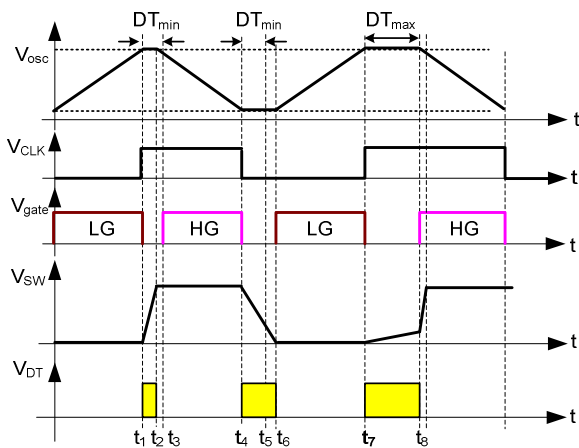 DTmin DTmin DTmax
Vosc
t
VCLK
t
Vgate
LG HG LG HG
t
VSW
t
VDT
t
t1 t2 t3 t4 t5 t6 t7 t8